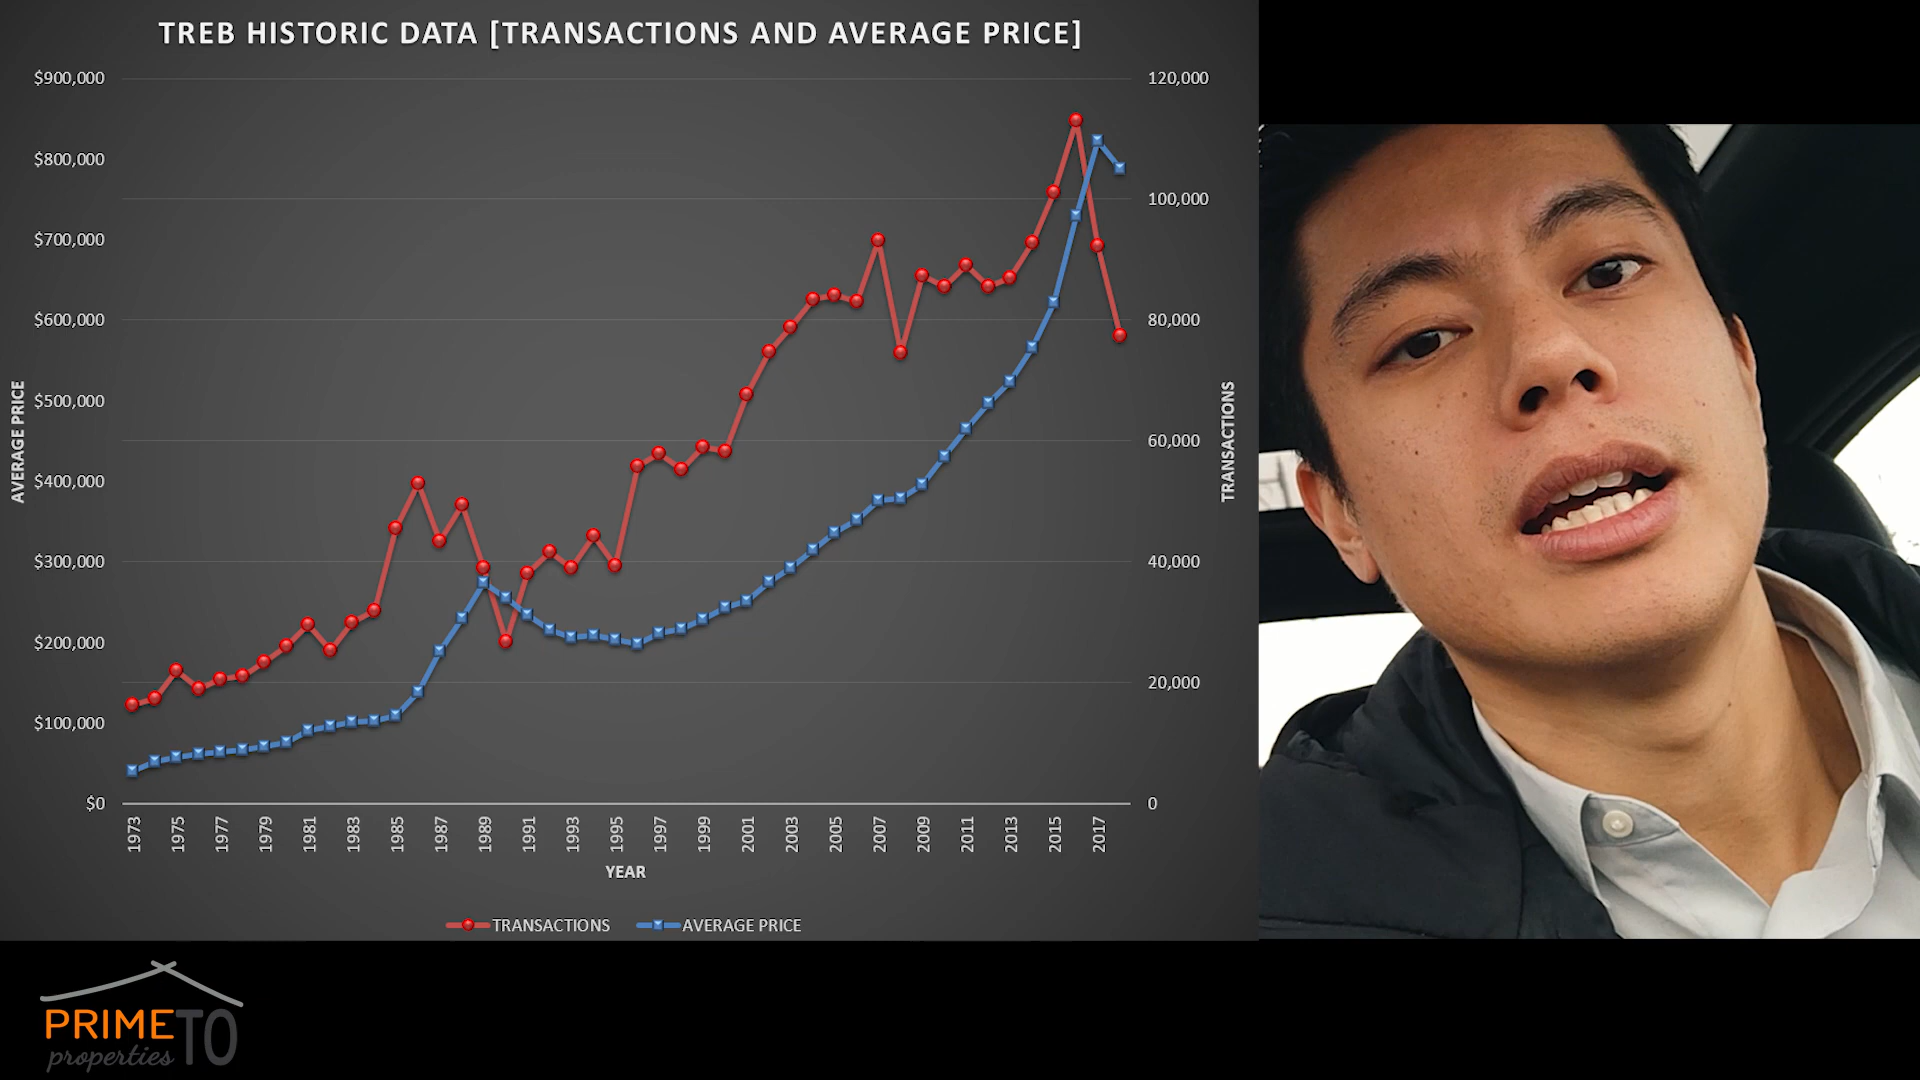 TREB HISTORIC DATA [TRANSACTIONS AND AVERAGE PRICE]
$900,000
$800,000
$700,000
$600,000
$500,000
$400,000
$300,000
$200,000
$100,000
$0
AVERAGE PRICE
120,000
100,000
80,000
60,000
40,000
20,000
0
TRANSACTIONS
1973 1975 1977 1979 1981 1983 1985 1987 1989 1991 1993 1995 1997 1999 2001 2003 2005 2007 2009 2011 2013 2015 2017
YEAR
TRANSACTIONS AVERAGE PRICE
PRIMETO
properties